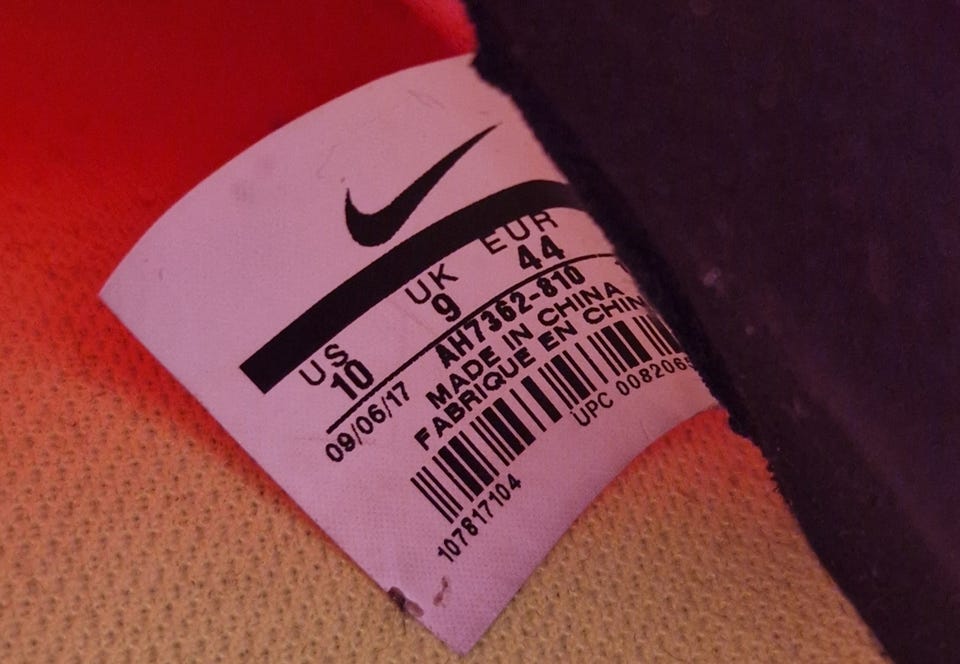 US UK EUR
10 9 44
09/06/17 AH7362-810
MADE IN CHINA
FABRIQUE EN CHIN
UPC 0082065
107817104